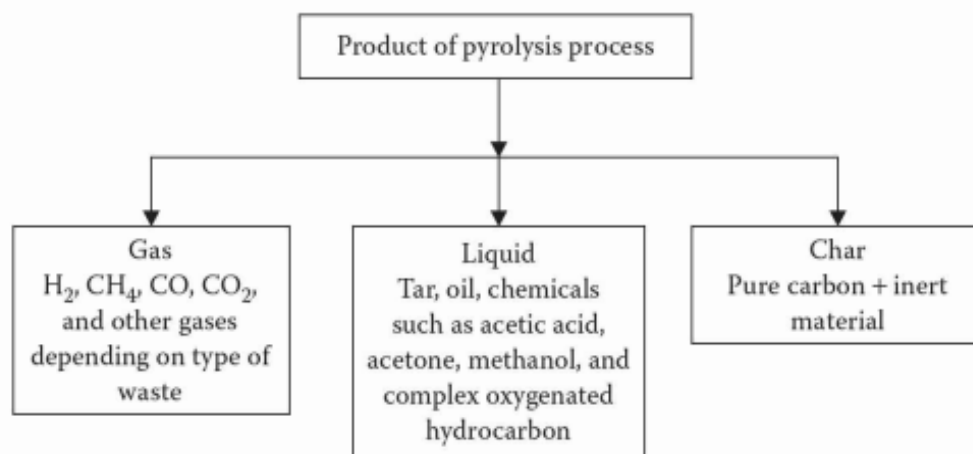 Product of pyrolysis process
Gas
H₂, CH₄, CO, CO₂,
and other gases
depending on type of
waste
Liquid
Tar, oil, chemicals
such as acetic acid,
acetone, methanol, and
complex oxygenated
hydrocarbon
Char
Pure carbon + inert
material